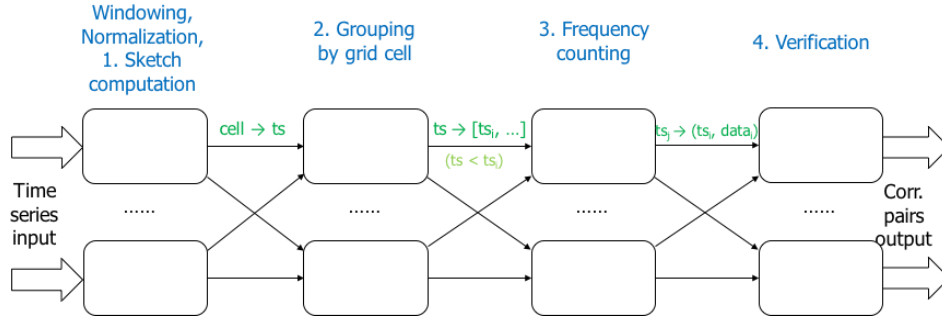 Windowing,
Normalization,
1. Sketch
computation
2. Grouping
by grid cell
3. Frequency
counting
4. Verification
cell → ts
ts → [tsᵢ, ...]
(ts < tsᵢ)
tsⱼ → (tsᵢ, dataᵢ)
Time
series
input
......
......
......
......
Corr.
pairs
output